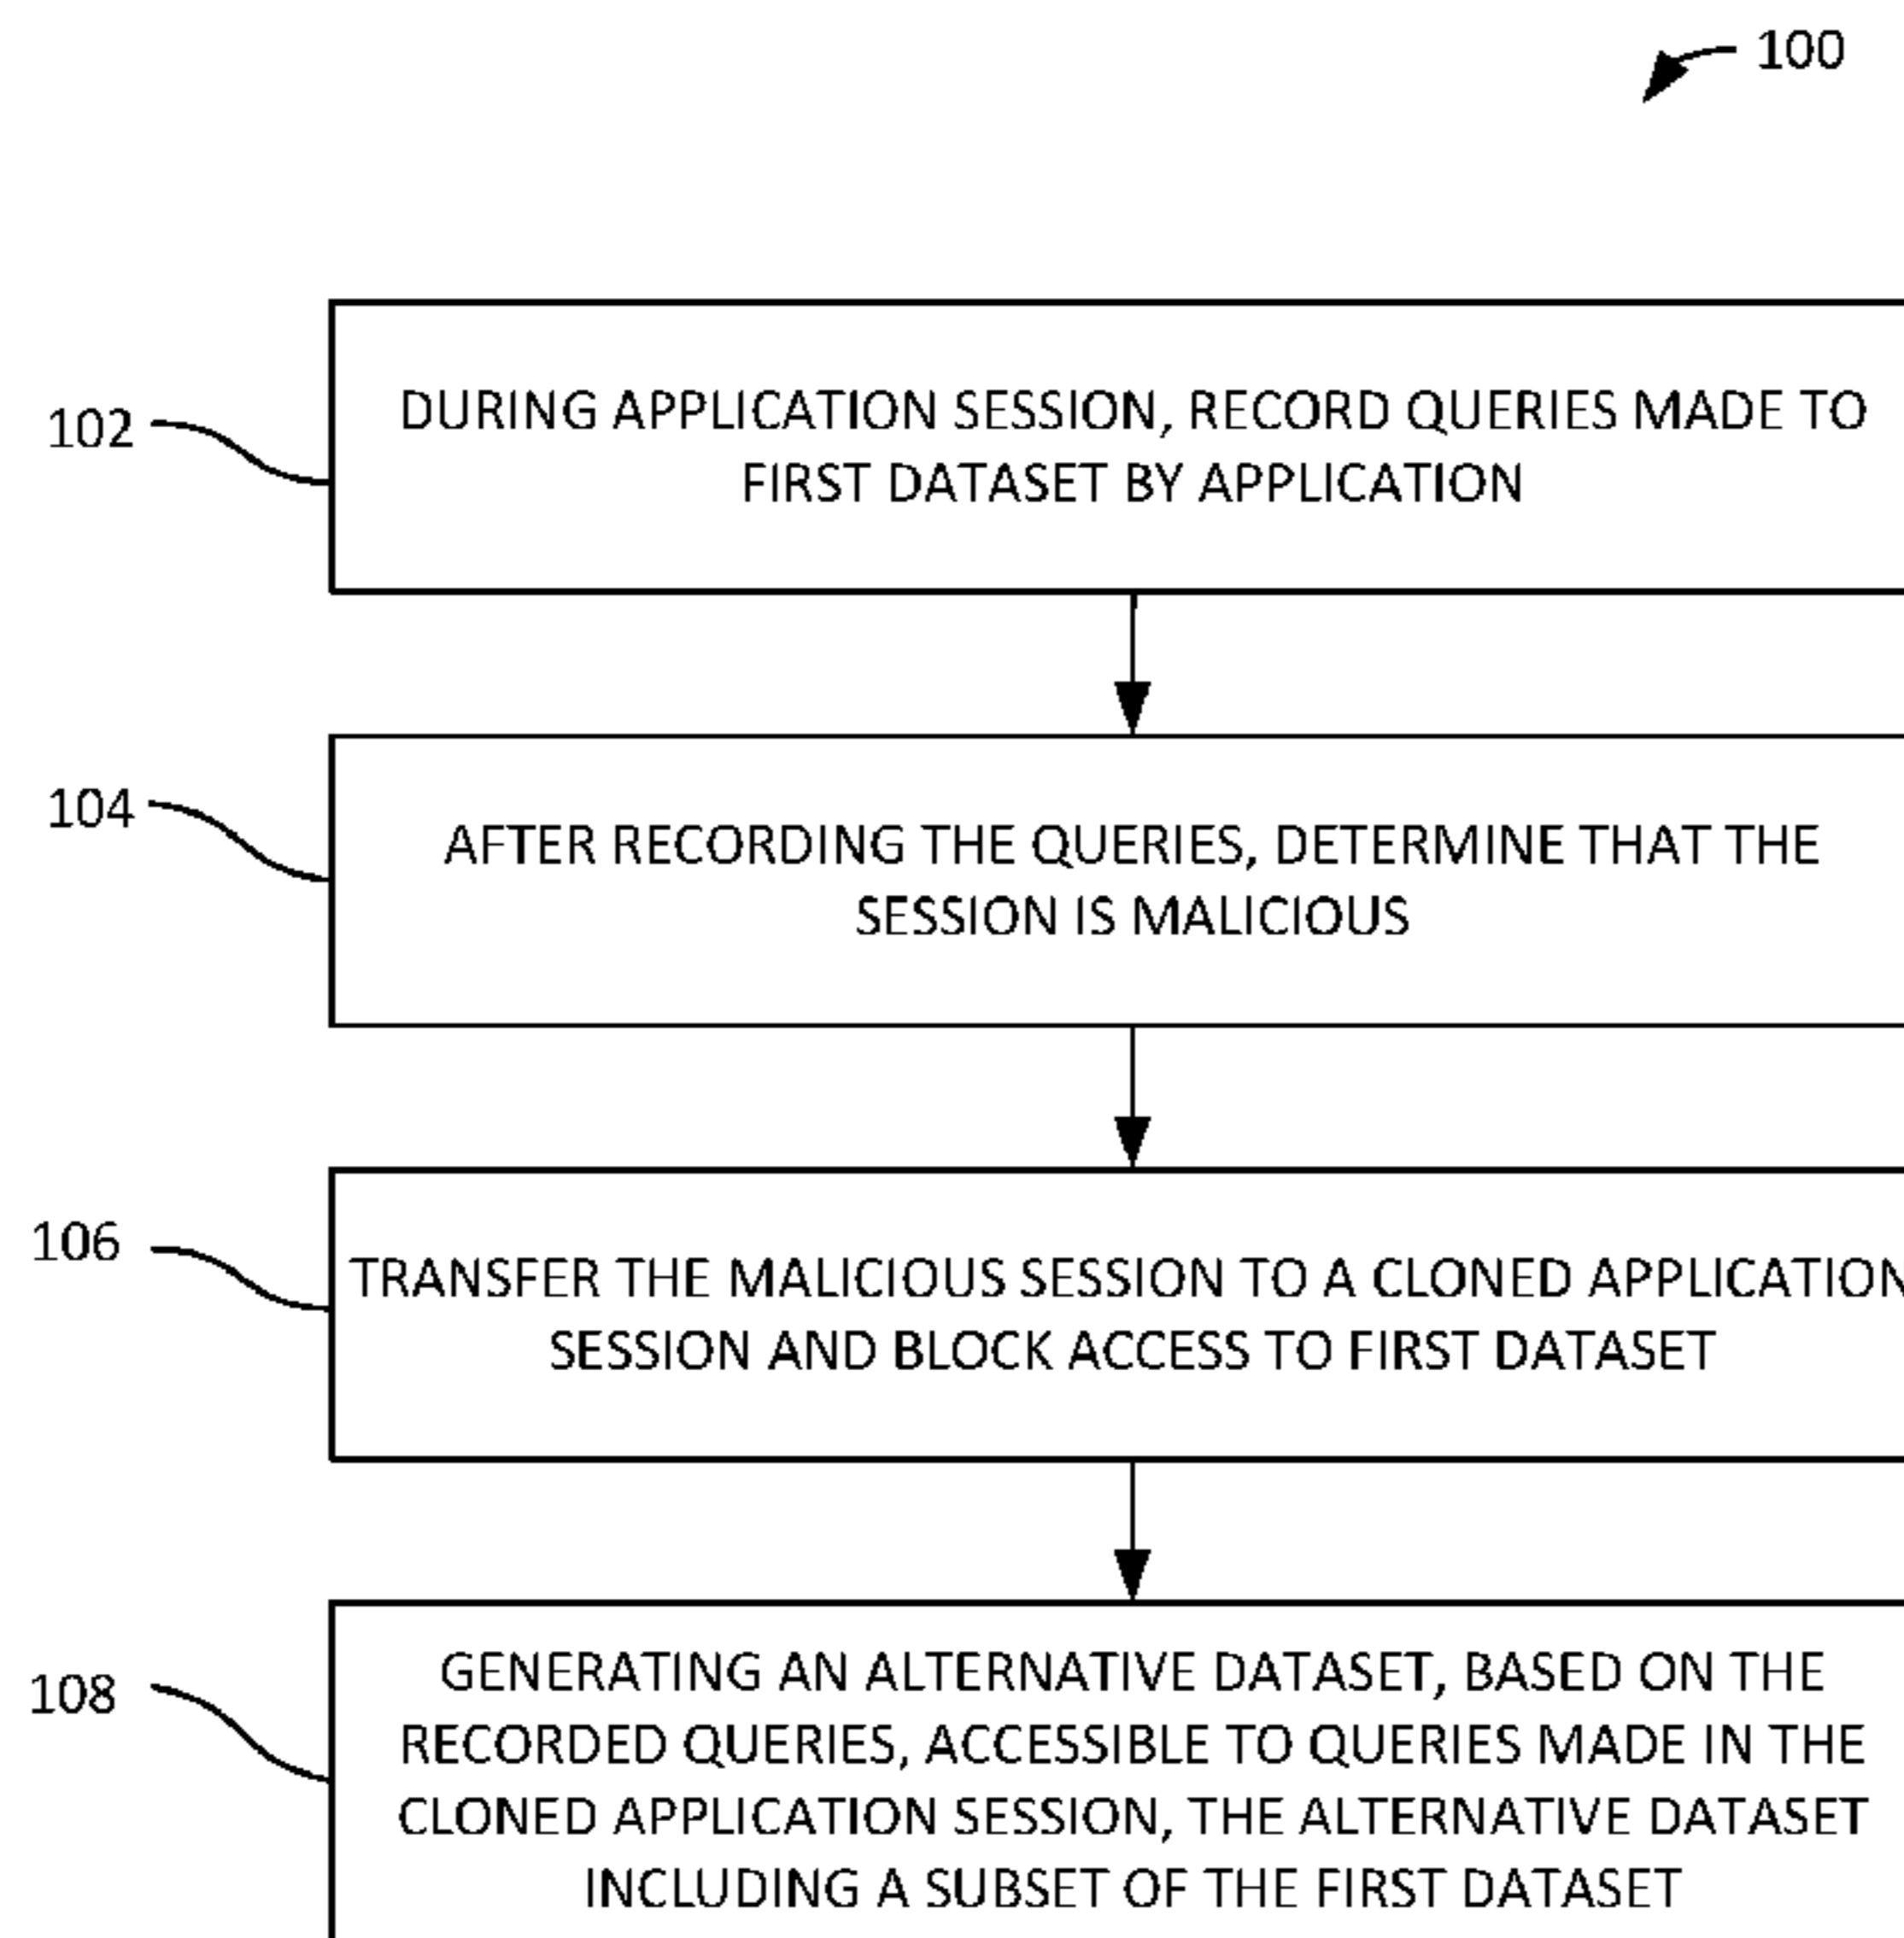 100
102
DURING APPLICATION SESSION, RECORD QUERIES MADE TO
FIRST DATASET BY APPLICATION
104
AFTER RECORDING THE QUERIES, DETERMINE THAT THE
SESSION IS MALICIOUS
106
TRANSFER THE MALICIOUS SESSION TO A CLONED APPLICATION
SESSION AND BLOCK ACCESS TO FIRST DATASET
108
GENERATING AN ALTERNATIVE DATASET, BASED ON THE
RECORDED QUERIES, ACCESSIBLE TO QUERIES MADE IN THE
CLONED APPLICATION SESSION, THE ALTERNATIVE DATASET
INCLUDING A SUBSET OF THE FIRST DATASET